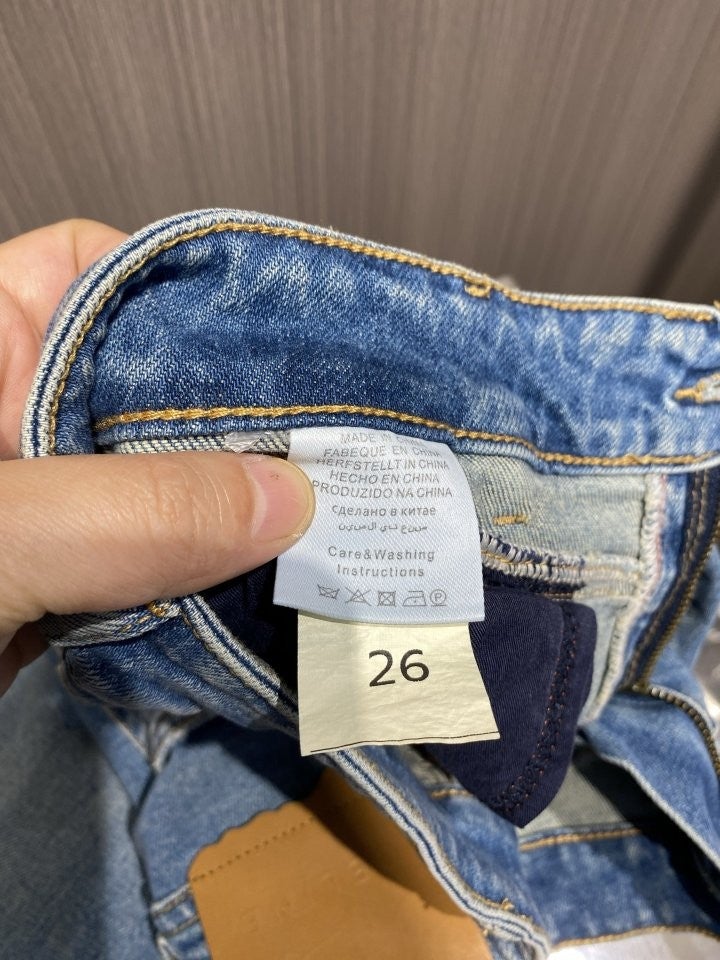 MADE IN
FABEQUE EN CHINA
HERFSTELLT IN CHINA
HECHO EN CHINA
PRODUZIDO NA CHINA
сделано в китае
Care&Washing
Instructions
26